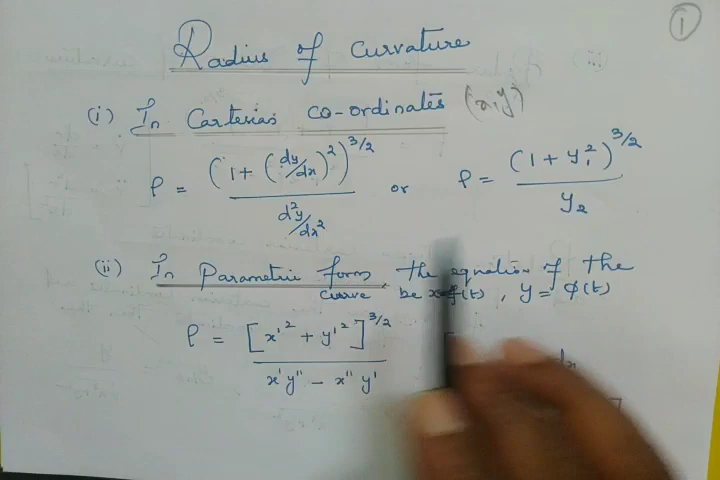 1
Radius of Curvature
(i) In Cartesian co-ordinates (x,y)
ρ = (1 + (dy/dx)²)^3/2 / d²y/dx² or ρ = (1 + y₁²)^3/2 / y₂
(ii) In Parametric form the equation of the
curve be x=f(t), y = φ(t)
ρ = [x'² + y'²]^3/2 / x'y" - x"y'
dx